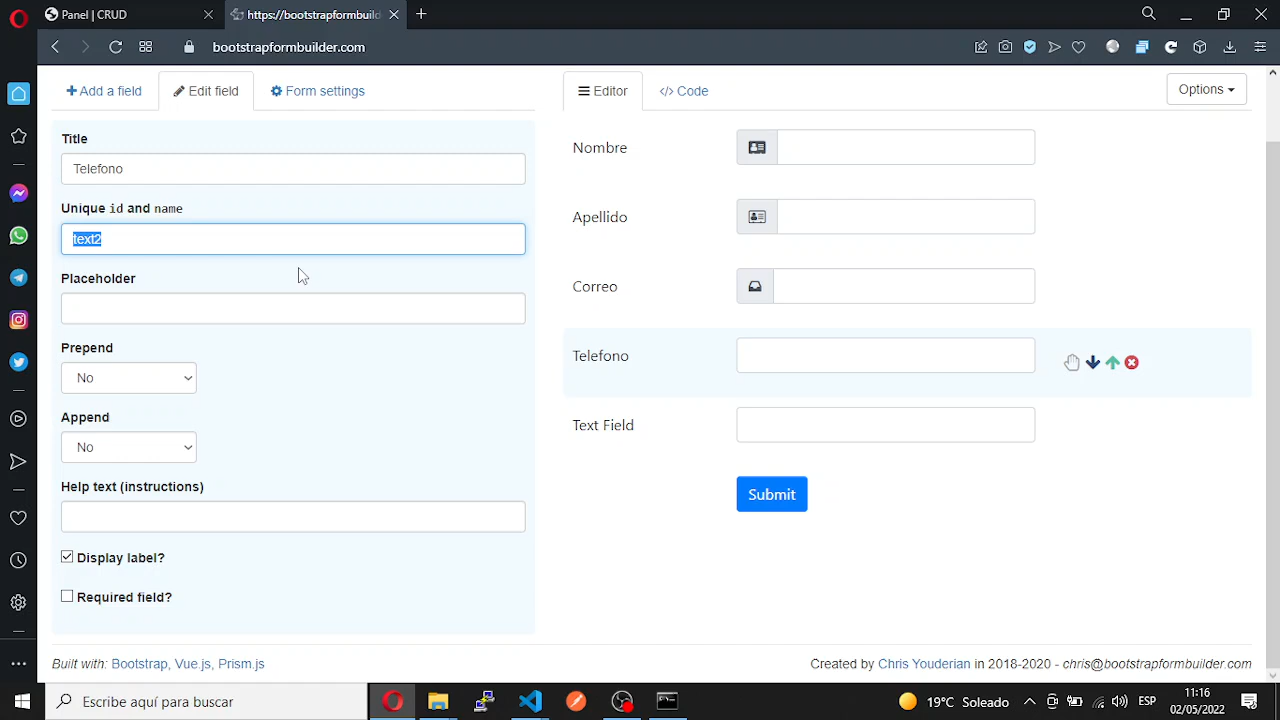 Panel | CRUD
https://bootstrapformbuild
bootstrapformbuilder.com
Add a field
Edit field
Form settings
Editor
</> Code
Options
Title
Telefono
Unique id and name
text2
Placeholder
Prepend
No
Append
No
Help text (instructions)
Display label?
Required field?
Nombre
Apellido
Correo
Telefono
Text Field
Submit
Built with: Bootstrap, Vue.js, Prism.js
Created by Chris Youderian in 2018-2020 - chris@bootstrapformbuilder.com
Escribe aquí para bus
19°C Soleado
ESP
11:16
02/05/2022